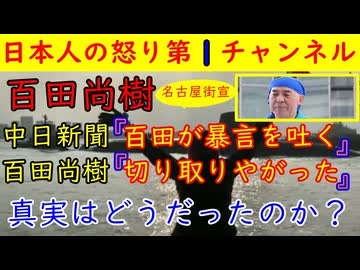 日本人の怒り第1チャンネル
百田尚樹
名古屋街宣
中日新聞『百田が暴言を吐く』
百田尚樹『切り取りやがった』
真実はどうだったのか？